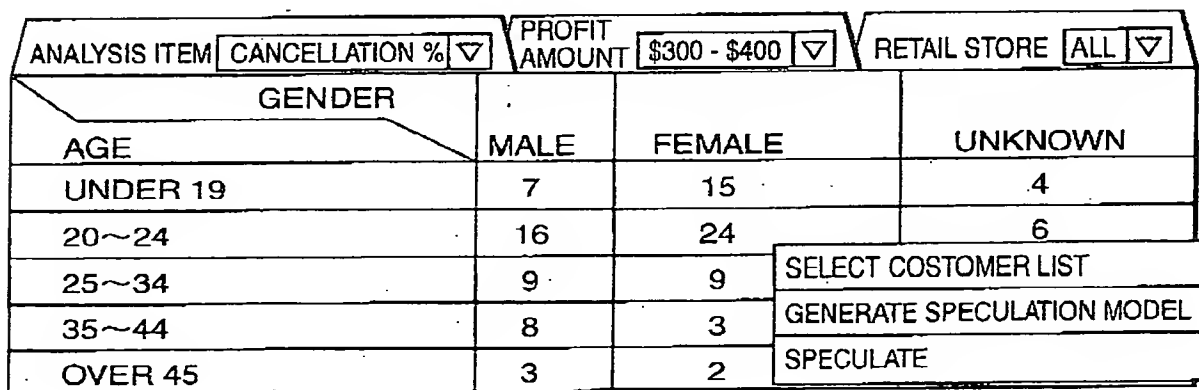 ANALYSIS ITEM CANCELLATION % ▽ PROFIT AMOUNT $300 - $400 ▽ RETAIL STORE ALL ▽
GENDER
AGE MALE FEMALE UNKNOWN
UNDER 19 7 15 4
20~24 16 24 6
25~34 9 9 SELECT COSTOMER LIST
35~44 8 3 GENERATE SPECULATION MODEL
OVER 45 3 2 SPECULATE